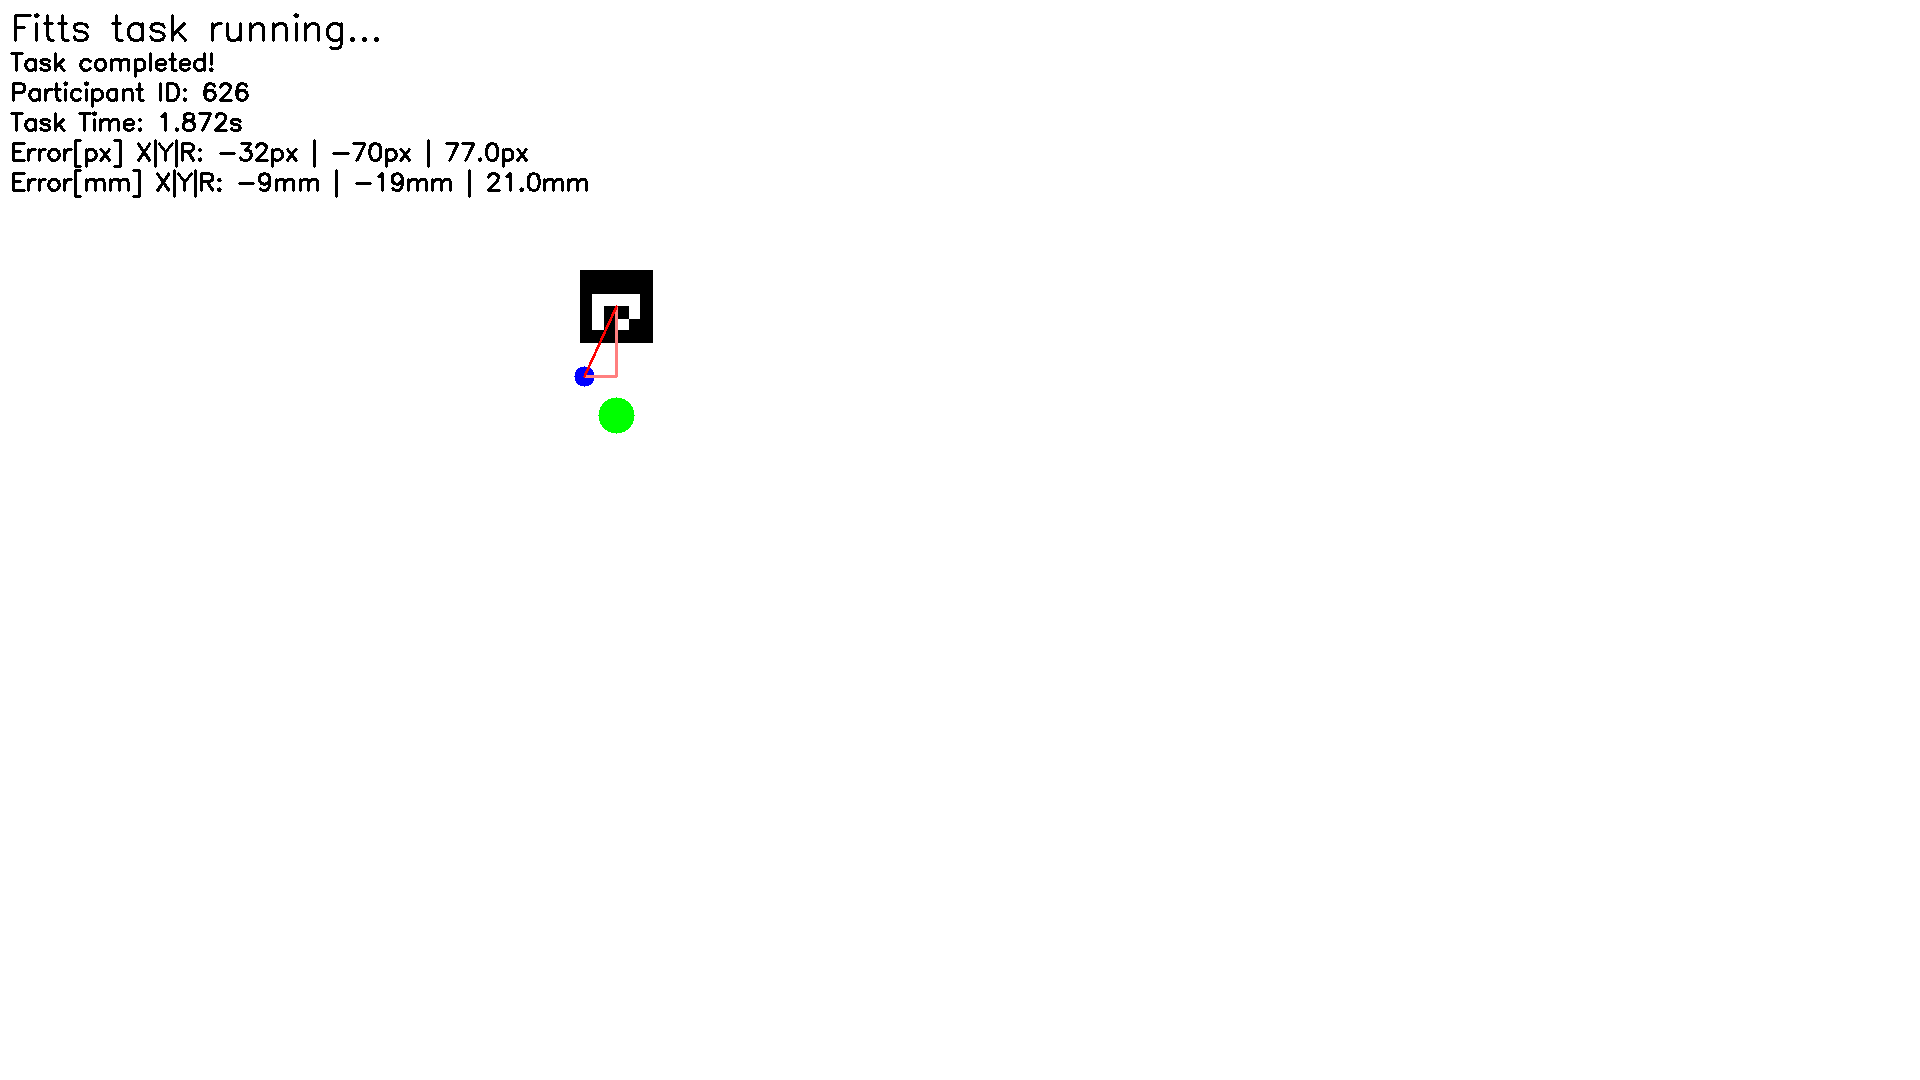 Fitts task running...
Task completed!
Participant ID: 626
Task Time: 1.872s
Error[px] X|Y|R: -32px | -70px | 77.0px
Error[mm] X|Y|R: -9mm | -19mm | 21.0mm